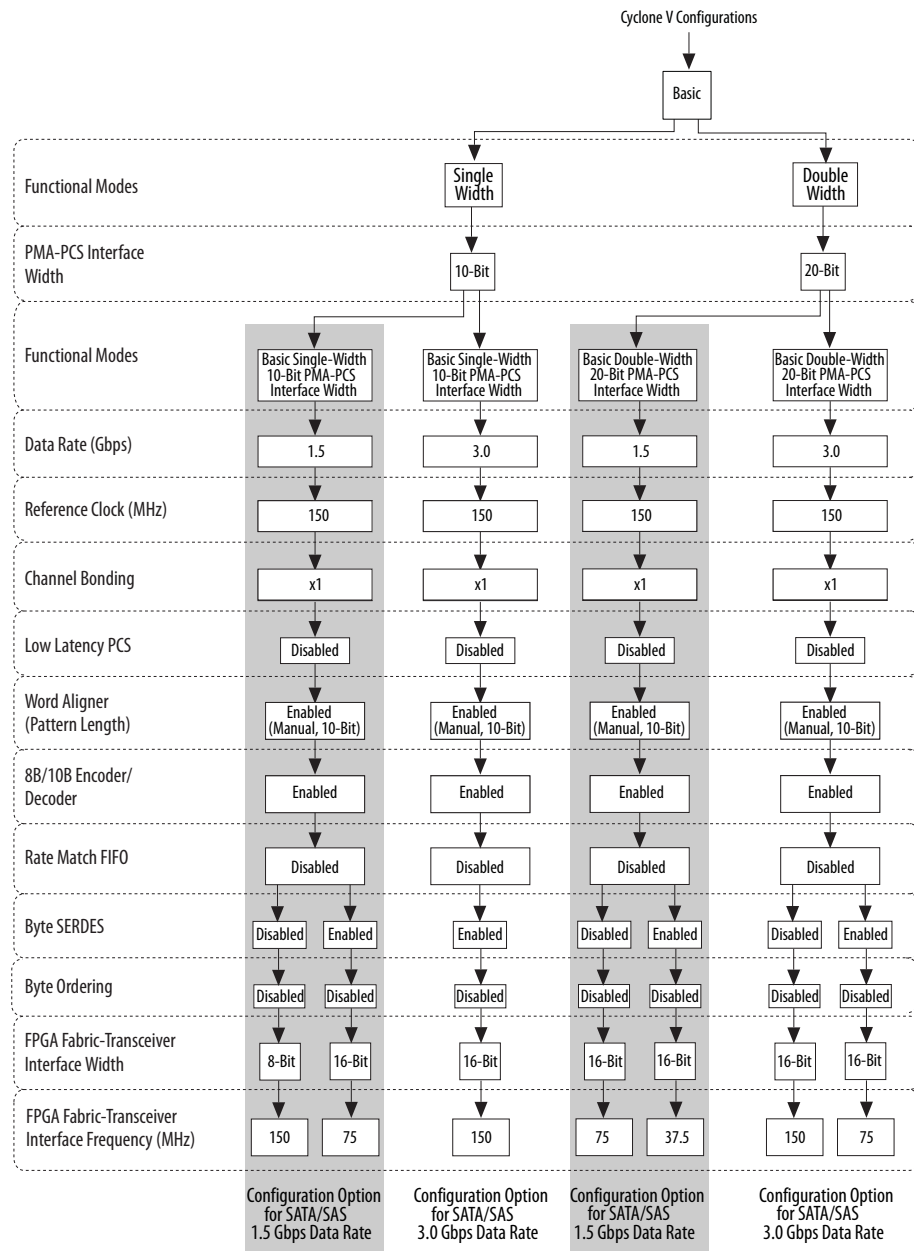 Cyclone V Configurations
Basic
Functional Modes
Single
Width
Double
Width
PMA-PCS Interface
Width
10-Bit
20-Bit
Functional Modes
Basic Single-Width
10-Bit PMA-PCS
Interface Width
Basic Single-Width
10-Bit PMA-PCS
Interface Width
Basic Double-Width
20-Bit PMA-PCS
Interface Width
Basic Double-Width
20-Bit PMA-PCS
Interface Width
Data Rate (Gbps)
1.5
3.0
1.5
3.0
Reference Clock (MHz)
150
150
150
150
Channel Bonding
x1
x1
x1
x1
Low Latency PCS
Disabled
Disabled
Disabled
Disabled
Word Aligner
(Pattern Length)
Enabled
(Manual, 10-Bit)
Enabled
(Manual, 10-Bit)
Enabled
(Manual, 10-Bit)
Enabled
(Manual, 10-Bit)
8B/10B Encoder/
Decoder
Enabled
Enabled
Enabled
Enabled
Rate Match FIFO
Disabled
Disabled
Disabled
Disabled
Byte SERDES
Disabled
Enabled
Enabled
Disabled
Enabled
Disabled
Enabled
Byte Ordering
Disabled
Disabled
Disabled
Disabled
Disabled
Disabled
Disabled
FPGA Fabric-Transceiver
Interface Width
8-Bit
16-Bit
16-Bit
16-Bit
16-Bit
16-Bit
16-Bit
FPGA Fabric-Transceiver
Interface Frequency (MHz)
150
75
150
75
37.5
150
75
Configuration Option
for SATA/SAS
1.5 Gbps Data Rate
Configuration Option
for SATA/SAS
3.0 Gbps Data Rate
Configuration Option
for SATA/SAS
1.5 Gbps Data Rate
Configuration Option
for SATA/SAS
3.0 Gbps Data Rate